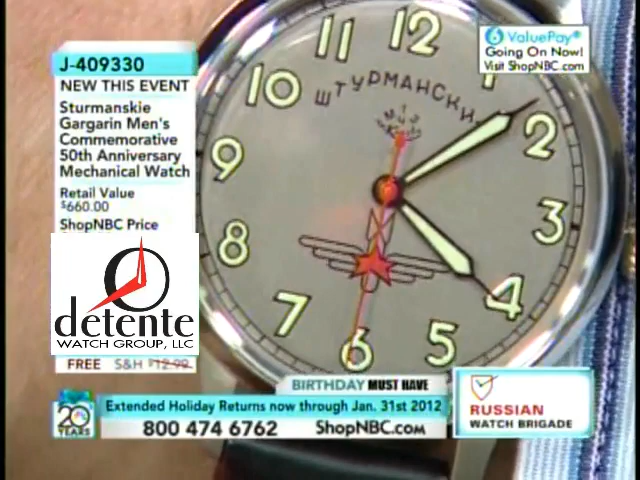 J-409330
NEW THIS EVENT
Sturmanskie
Gargarin Men's
Commemorative
50th Anniversary
Mechanical Watch
Retail Value
$660.00
ShopNBC Price
detente
WATCH GROUP, LLC
FREE S&H $12.99
6 ValuePay®
Going On Now!
Visit ShopNBC.com
11 12 1
10 2
9 3
8 4
7 6 5
ШТУРМАНСКИЕ
BIRTHDAY MUST HAVE
20 YEARS
Extended Holiday Returns now through Jan. 31st 2012
800 474 6762 ShopNBC.com
RUSSIAN
WATCH BRIGADE